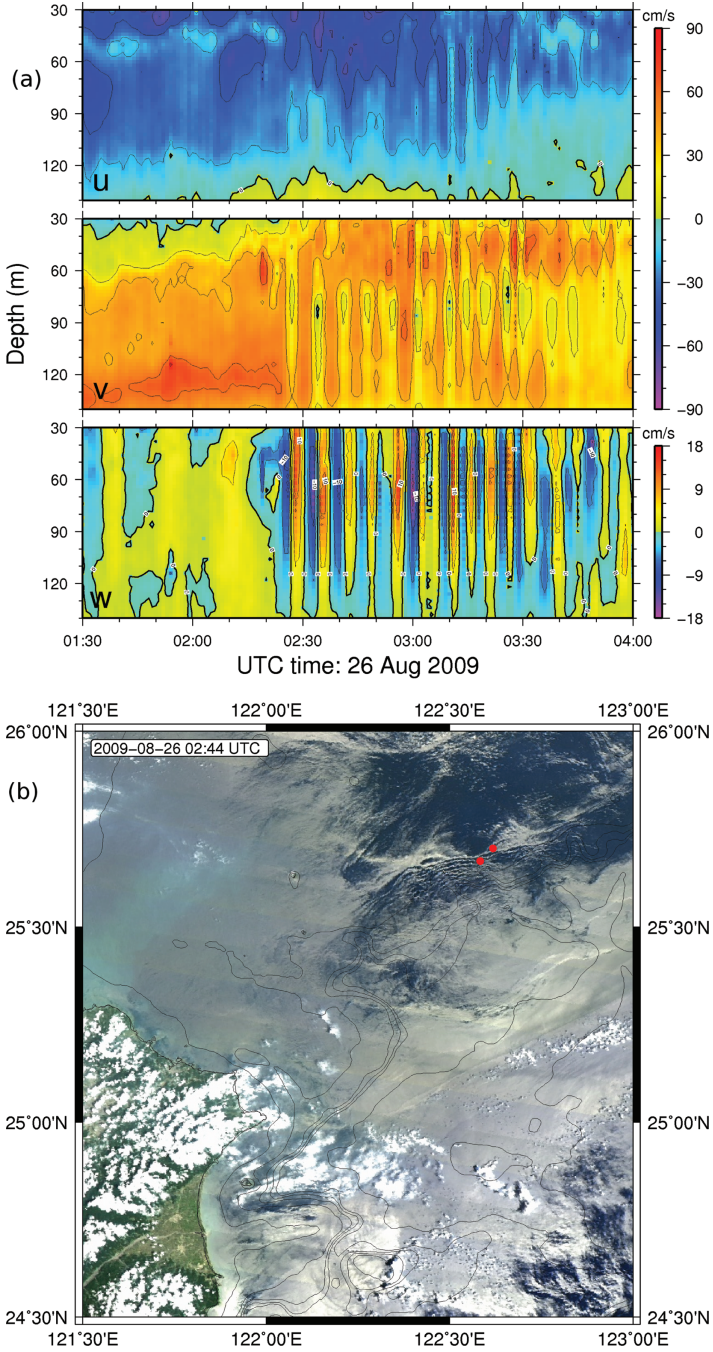 cm/s
(a)
30
60
90
120
u
90
60
30
0
−30
−60
−90
Depth (m)
30
60
90
120
v
30
60
90
120
w
cm/s
18
9
0
−9
−18
01:30 02:00 02:30 03:00 03:30 04:00
UTC time: 26 Aug 2009
121˚30'E 122˚00'E 122˚30'E 123˚00'E
26˚00'N 26˚00'N
2009−08−26 02:44 UTC
(b)
25˚30'N 25˚30'N
25˚00'N 25˚00'N
24˚30'N 24˚30'N
121˚30'E 122˚00'E 122˚30'E 123˚00'E